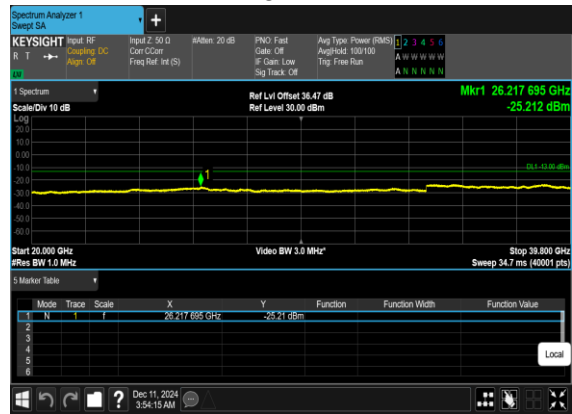 Spectrum Analyzer 1
Swept SA
+
KEYSIGHT
R T
LW
Input: RF
Coupling: DC
Align: Off
Input Z: 50 Ω
Corr CCorr
Freq Ref: Int (S)
#Atten: 20 dB
PNO: Fast
Gate: Off
IF Gain: Low
Sig Track: Off
Avg Type: Power (RMS)
Avg|Hold: 100/100
Trig: Free Run
1 2 3 4 5 6
A W W W W W
A N N N N N
1 Spectrum
Scale/Div 10 dB
Ref Lvl Offset 36.47 dB
Ref Level 30.00 dBm
Mkr1 26.217 695 GHz
-25.212 dBm
Log
20.0
10.0
0.00
-10.0
-20.0
-30.0
-40.0
-50.0
-60.0
1
DL1 -13.00 dBm
Start 20.000 GHz
#Res BW 1.0 MHz
Video BW 3.0 MHz*
Stop 39.800 GHz
Sweep 34.7 ms (40001 pts)
5 Marker Table
Mode Trace Scale X Y Function Function Width Function Value
1 N 1 f 26.217 695 GHz -25.21 dBm
2
3
4
5
6
Local
?
Dec 11, 2024
3:54:15 AM